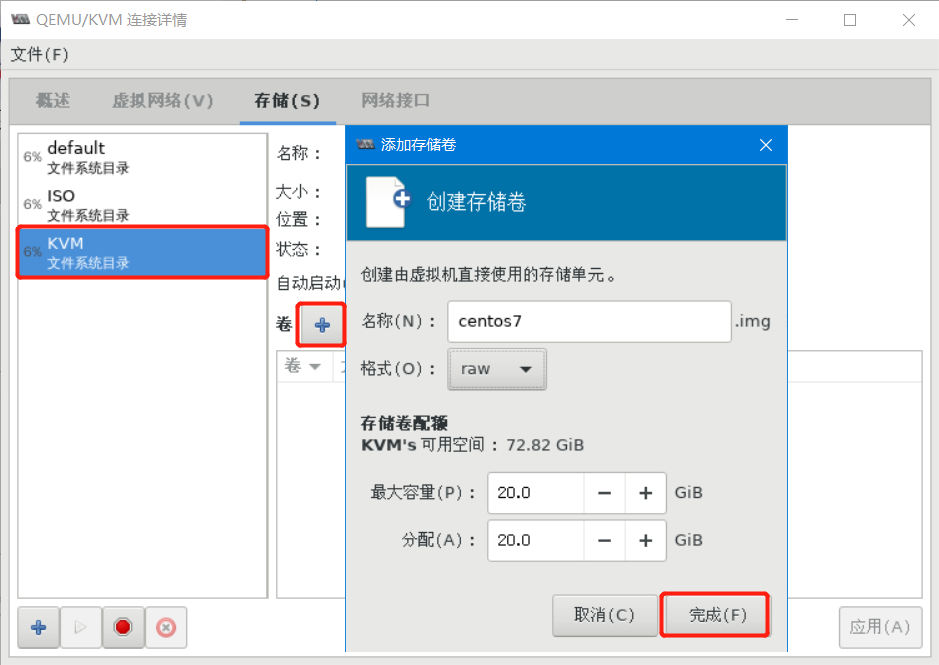 QEMU/KVM 连接详情
文件(F)
概述 虚拟网络(V) 存储(S) 网络接口
6% default
文件系统目录
6% ISO
文件系统目录
6% KVM
文件系统目录
名称：
大小：
位置：
状态：
自动启动(
卷
卷
添加存储卷
创建存储卷
创建由虚拟机直接使用的存储单元。
名称(N)： centos7 .img
格式(O)： raw
存储卷配额
KVM's 可用空间： 72.82 GiB
最大容量(P)： 20.0 GiB
分配(A)： 20.0 GiB
取消(C) 完成(F)
应用(A)